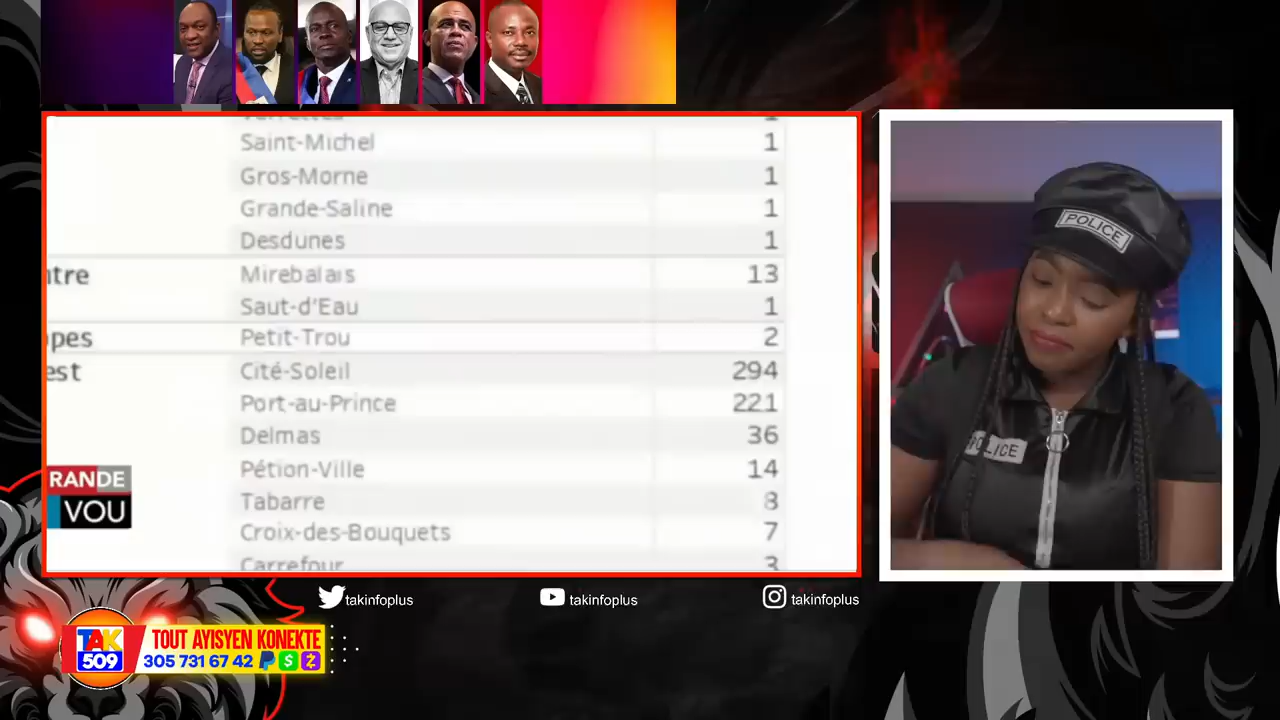 Saint-Michel 1
Gros-Morne 1
Grande-Saline 1
Desdunes 1
ntre Mirebalais 13
Saut-d'Eau 1
pes Petit-Trou 2
est Cité-Soleil 294
Port-au-Prince 221
Delmas 36
Pétion-Ville 14
Tabarre 8
Croix-des-Bouquets 7
Carrefour 3
RANDE
VOU
POLICE
POLICE
takinfoplus
takinfoplus
takinfoplus
TAK
509
TOUT AYISYEN KONEKTE
305 731 67 42